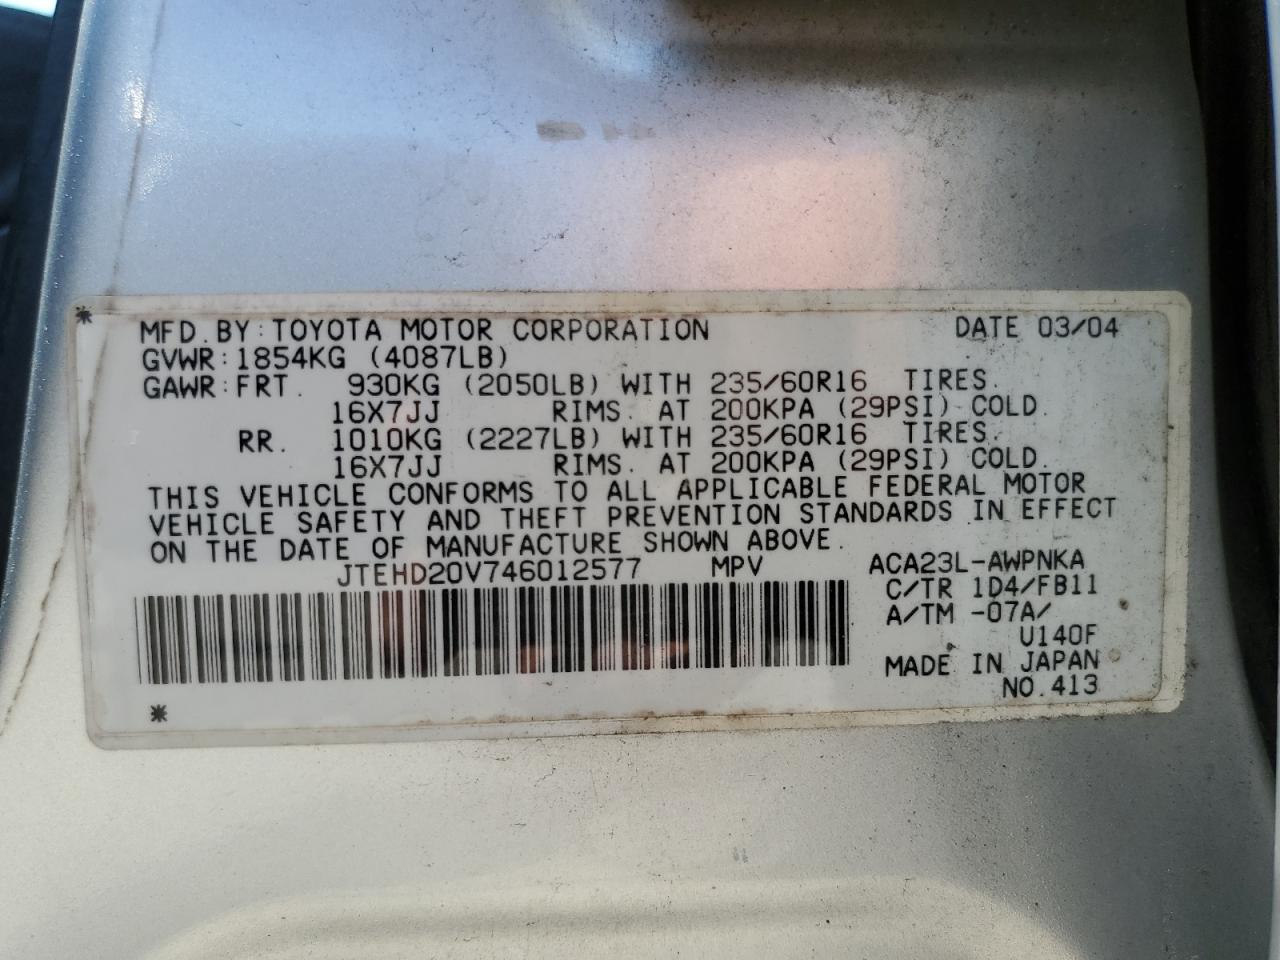 MFD. BY: TOYOTA MOTOR CORPORATION DATE 03/04
GVWR: 1854KG (4087LB)
GAWR: FRT. 930KG (2050LB) WITH 235/60R16 TIRES.
16X7JJ RIMS. AT 200KPA (29PSI) COLD.
RR. 1010KG (2227LB) WITH 235/60R16 TIRES.
16X7JJ RIMS. AT 200KPA (29PSI) COLD.
THIS VEHICLE CONFORMS TO ALL APPLICABLE FEDERAL MOTOR
VEHICLE SAFETY AND THEFT PREVENTION STANDARDS IN EFFECT
ON THE DATE OF MANUFACTURE SHOWN ABOVE.
JTEHD20V746012577 MPV ACA23L-AWPNKA
C/TR 1D4/FB11
A/TM -07A/
U140F
MADE IN JAPAN
NO. 413